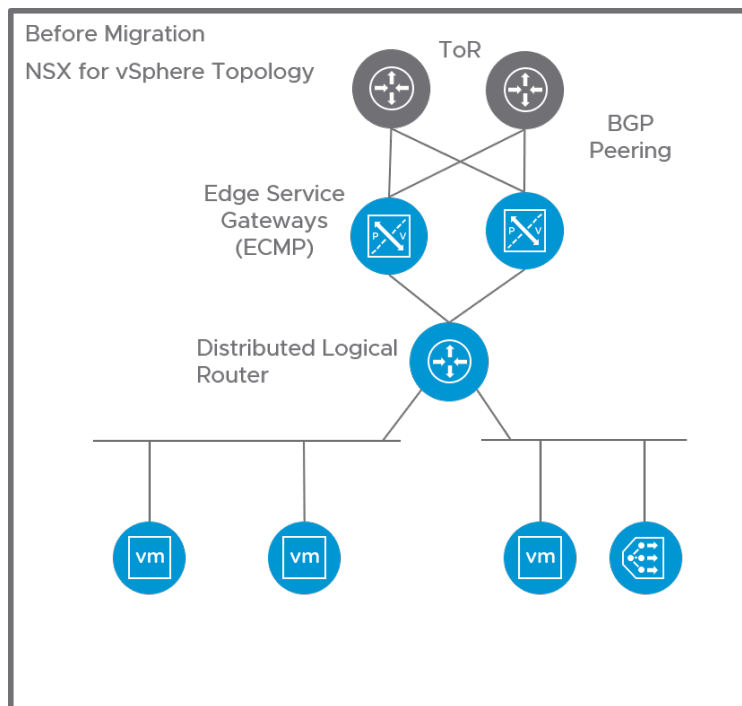 Before Migration
NSX for vSphere Topology
ToR
BGP
Peering
Edge Service
Gateways
(ECMP)
P V
P V
Distributed Logical
Router
vm
vm
vm